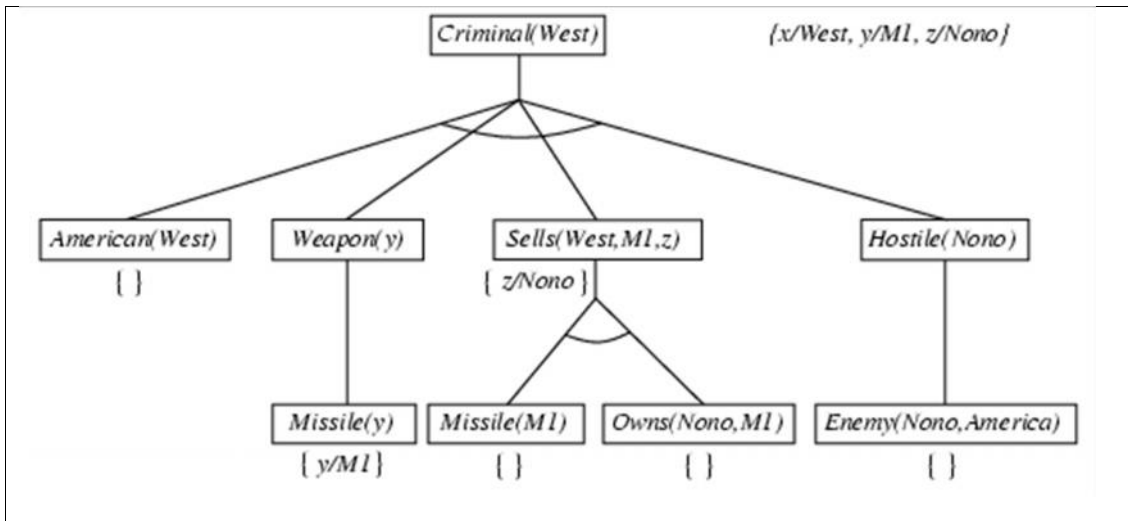 Criminal(West) {x/West, y/M1, z/Nono}
American(West) Weapon(y) Sells(West,M1,z) Hostile(Nono)
{ } { z/Nono }
Missile(y) Missile(M1) Owns(Nono,M1) Enemy(Nono,America)
{ y/M1 } { } { } { }